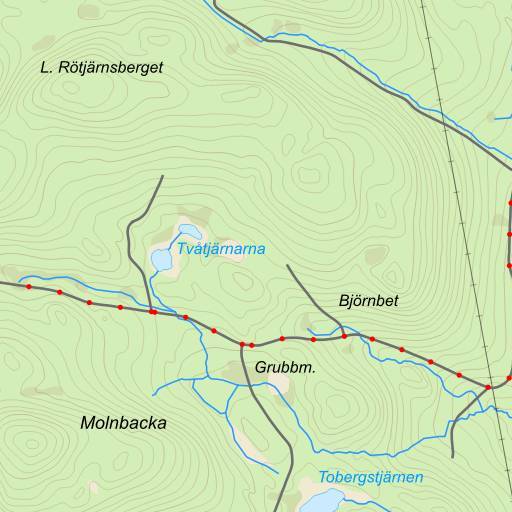 L. Rötjärnsberget
Tvåtjärnarna
Björnbet
Grubbm.
Molnbacka
Tobergstjärnen